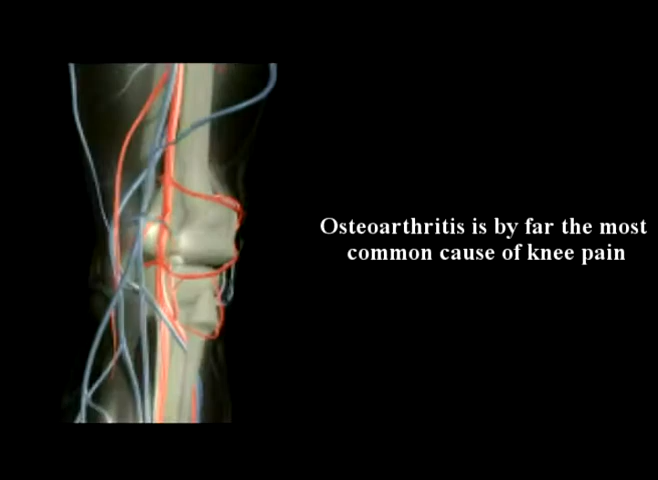 Osteoarthritis is by far the most
common cause of knee pain